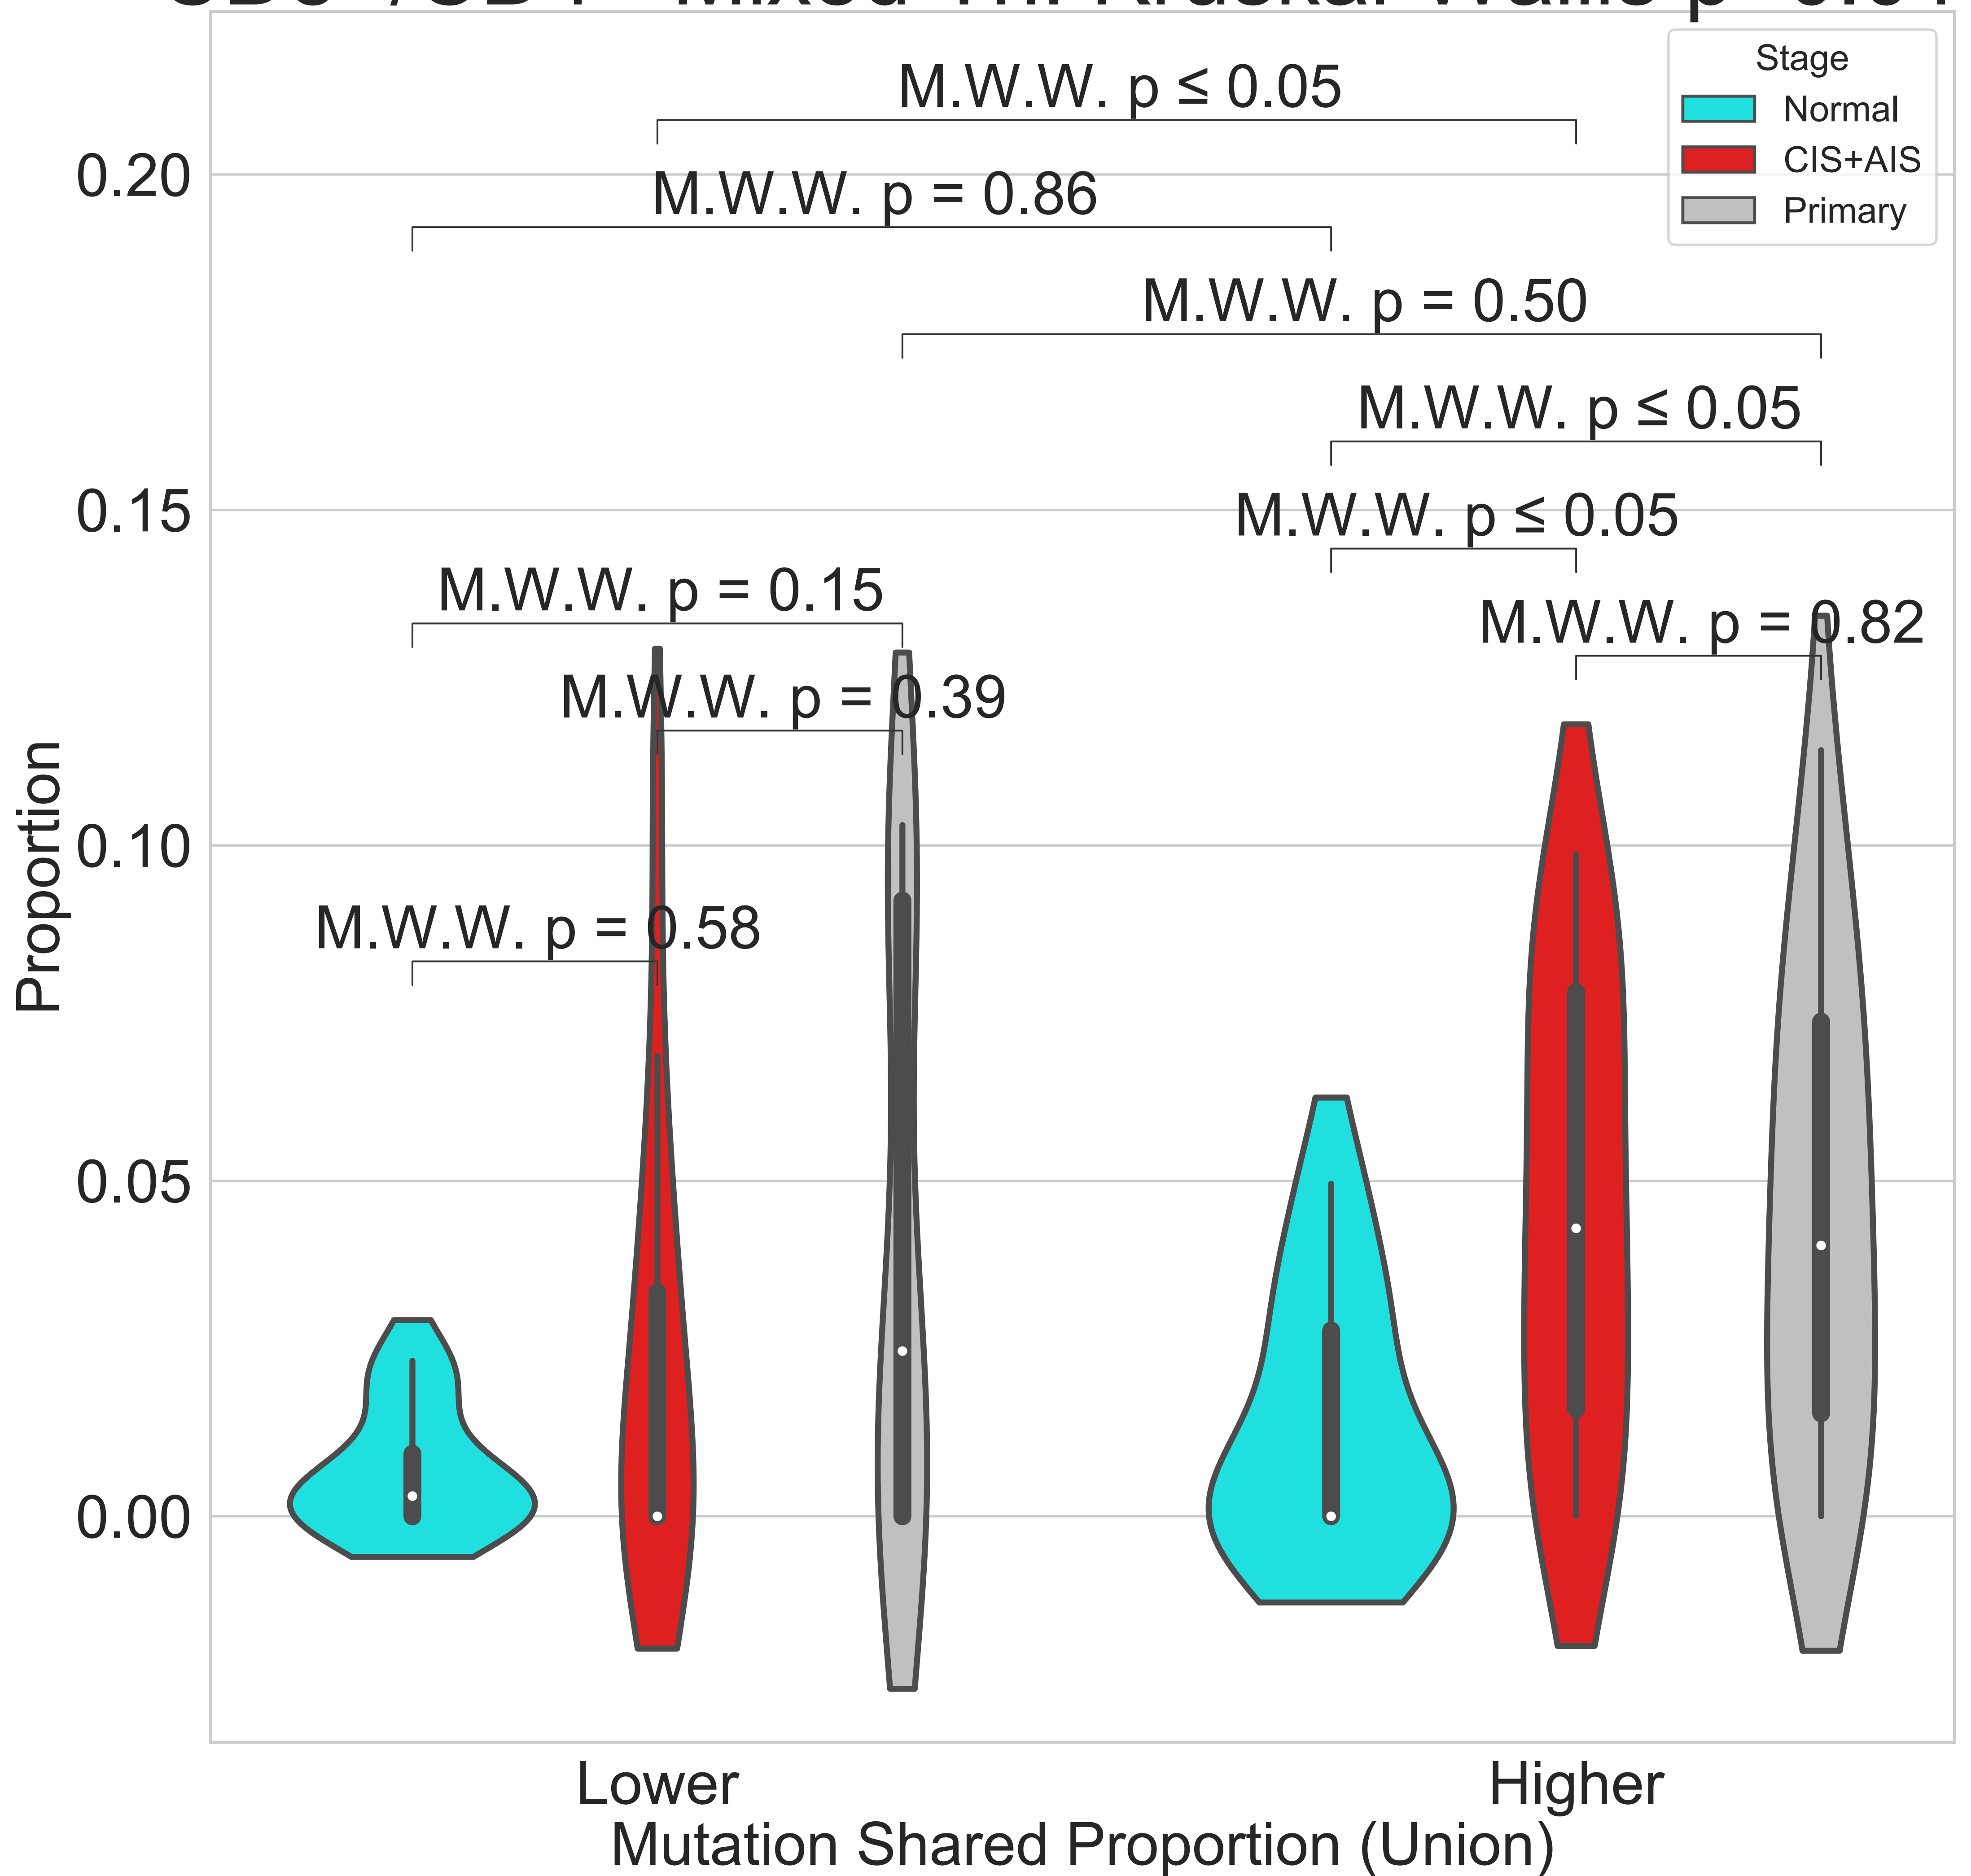 M.W.W. p ≤ 0.05
M.W.W. p = 0.86
M.W.W. p = 0.50
M.W.W. p ≤ 0.05
M.W.W. p ≤ 0.05
M.W.W. p = 0.15
M.W.W. p = 0.82
M.W.W. p = 0.39
M.W.W. p = 0.58
Stage
Normal
CIS+AIS
Primary
0.20
0.15
0.10
0.05
0.00
Proportion
Lower
Higher
Mutation Shared Proportion (Union)